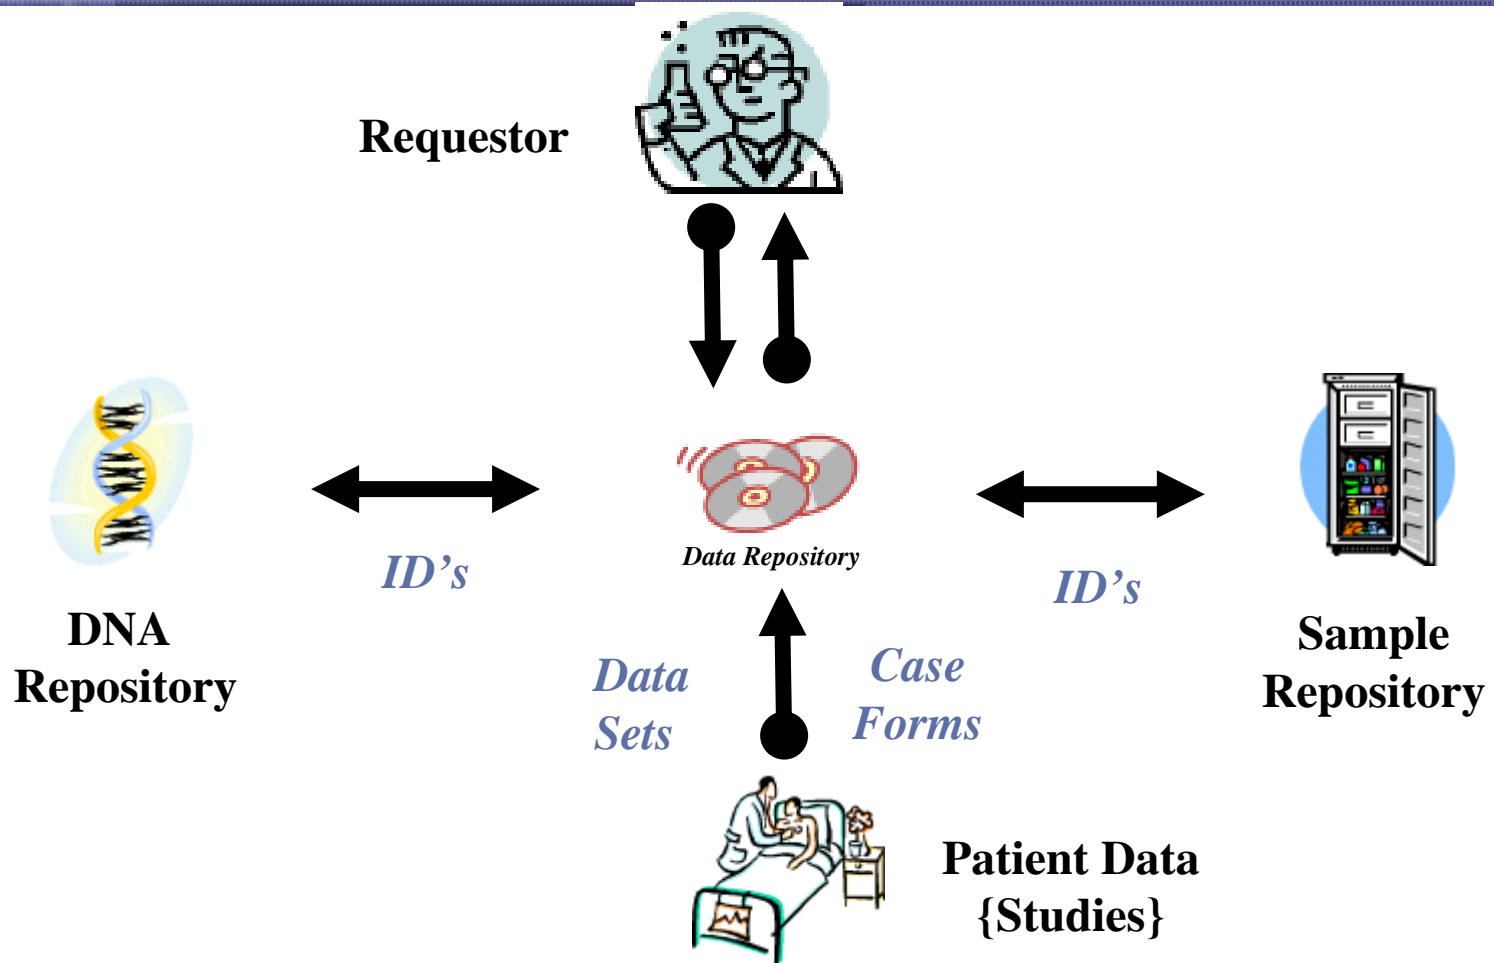 Requestor
Data Repository
ID’s
ID’s
DNA
Repository
Sample
Repository
Data
Sets
Case
Forms
Patient Data
{Studies}